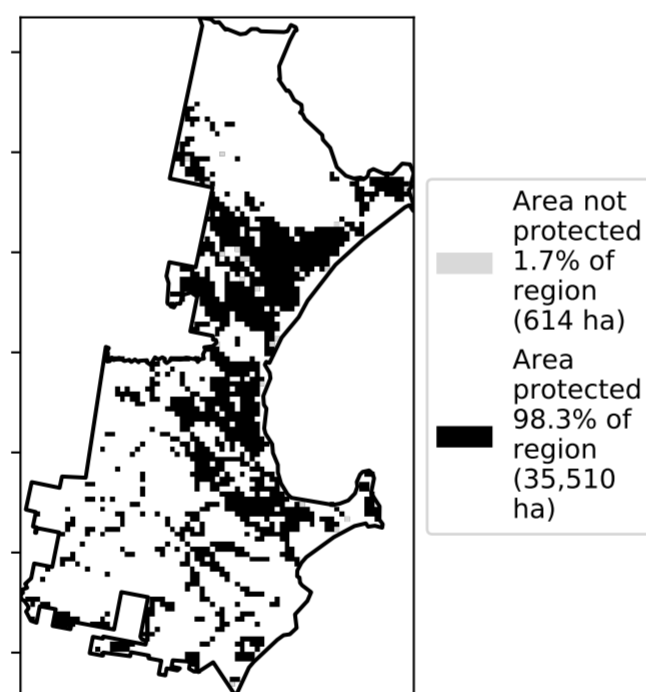 Area not
protected
1.7% of
region
(614 ha)
Area
protected
98.3% of
region
(35,510
ha)